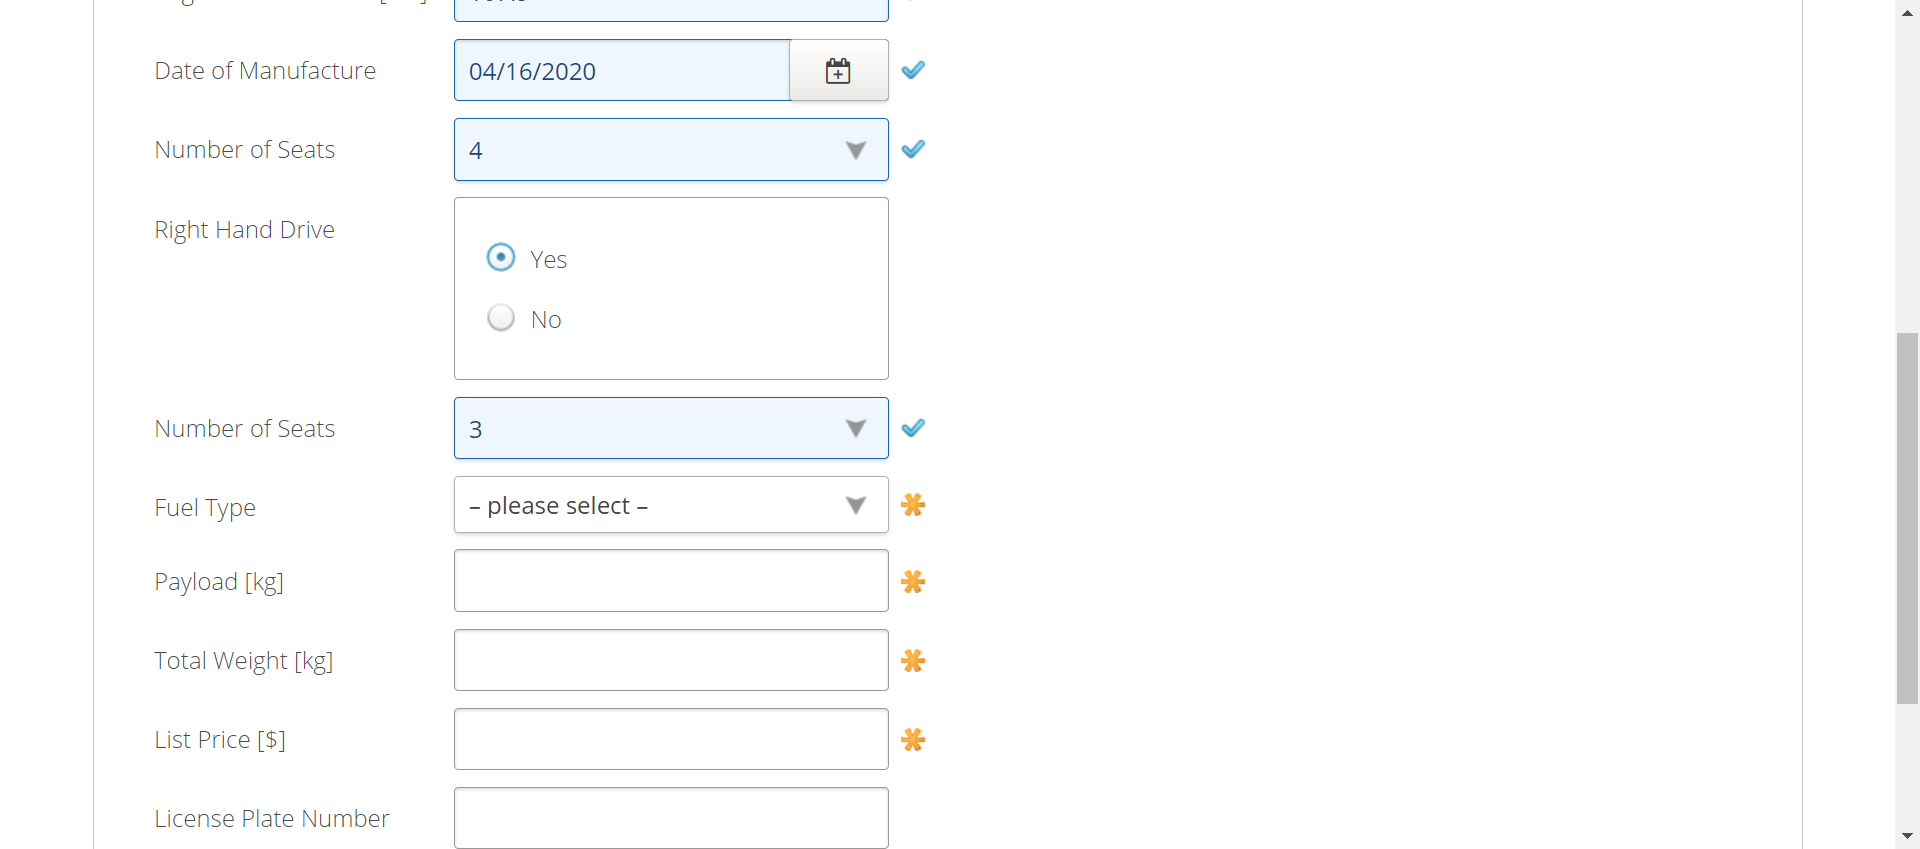 Date of Manufacture
04/16/2020
Number of Seats
4
Right Hand Drive
Yes
No
Number of Seats
3
Fuel Type
– please select –
Payload [kg]
Total Weight [kg]
List Price [$]
License Plate Number